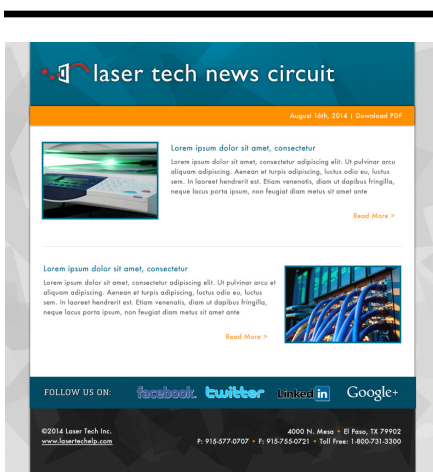 laser tech news circuit
August 16th, 2014 | Download PDF
Lorem ipsum dolor sit amet, consectetur
Lorem ipsum dolor sit amet, consectetur adipiscing elit. Ut pulvinar arcu
aliquam adipiscing. Aenean et turpis adipiscing, luctus odio eu, luctus
sem. In laoreet hendrerit est. Etiam venenatis, diam ut dapibus fringilla,
neque lacus porta ipsum, non feugiat diam metus sit amet ante
Read More >
Lorem ipsum dolor sit amet, consectetur
Lorem ipsum dolor sit amet, consectetur adipiscing elit. Ut pulvinar arcu et
aliquam adipiscing. Aenean et turpis adipiscing, luctus odio eu, luctus
sem. In laoreet hendrerit est. Etiam venenatis, diam ut dapibus fringilla,
neque lacus porta ipsum, non feugiat diam metus sit amet ante
Read More >
FOLLOW US ON: facebook. twitter Linked in Google+
©2014 Laser Tech Inc. 4000 N. Mesa • El Paso, TX 79902
www.lasertechelp.com P: 915-577-0707 • F: 915-755-0721 • Toll Free: 1-800-731-3300